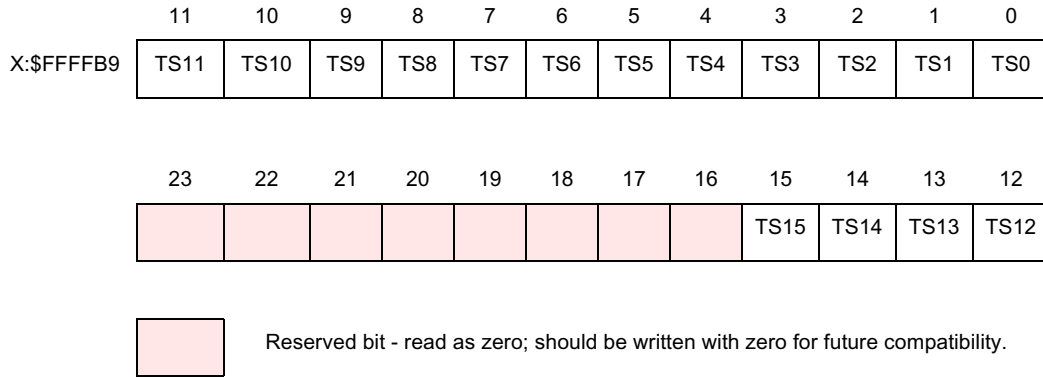 11 10 9 8 7 6 5 4 3 2 1 0
X:$FFFFB9 TS11 TS10 TS9 TS8 TS7 TS6 TS5 TS4 TS3 TS2 TS1 TS0
23 22 21 20 19 18 17 16 15 14 13 12
TS15 TS14 TS13 TS12
Reserved bit - read as zero; should be written with zero for future compatibility.